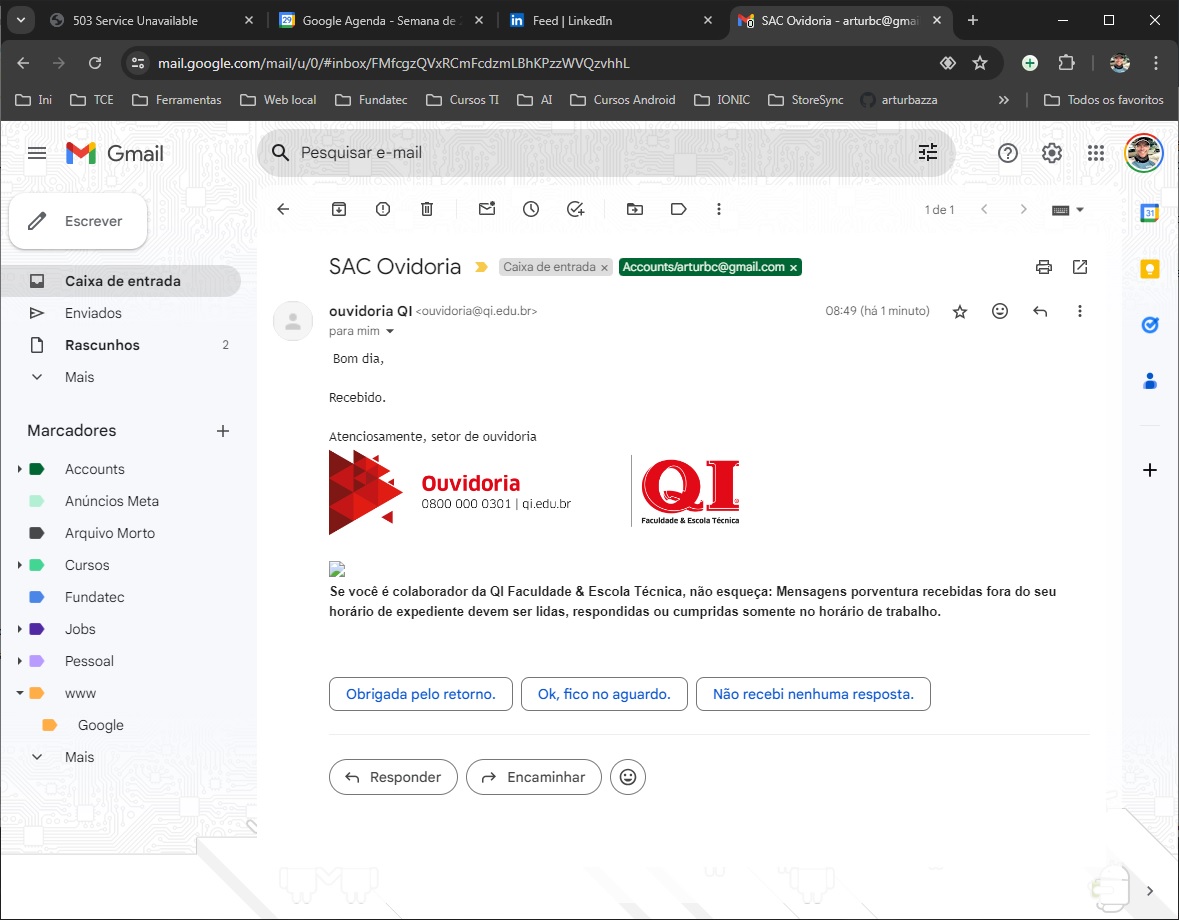 503 Service Unavailable
Google Agenda - Semana de
Feed | LinkedIn
SAC Ovidoria - arturbc@gmai
mail.google.com/mail/u/0/#inbox/FMfcgzQVxRCmFcdzmLBhKPzzWVQzvhhL
Ini TCE Ferramentas Web local Fundatec Cursos TI AI Cursos Android IONIC StoreSync arturbazza Todos os favoritos
Gmail
Pesquisar e-mail
Escrever
1 de 1
31
Caixa de entrada
Enviados
Rascunhos 2
Mais
Marcadores
Accounts
Anúncios Meta
Arquivo Morto
Cursos
Fundatec
Jobs
Pessoal
www
Google
Mais
SAC Ovidoria Caixa de entrada x Accounts/arturbc@gmail.com x
ouvidoria QI <ouvidoria@qi.edu.br> 08:49 (há 1 minuto)
para mim
Bom dia,
Recebido.
Atenciosamente, setor de ouvidoria
Ouvidoria
0800 000 0301 | qi.edu.br
QI
Faculdade & Escola Técnica
Se você é colaborador da QI Faculdade & Escola Técnica, não esqueça: Mensagens porventura recebidas fora do seu
horário de expediente devem ser lidas, respondidas ou cumpridas somente no horário de trabalho.
Obrigada pelo retorno. Ok, fico no aguardo. Não recebi nenhuma resposta.
Responder Encaminhar